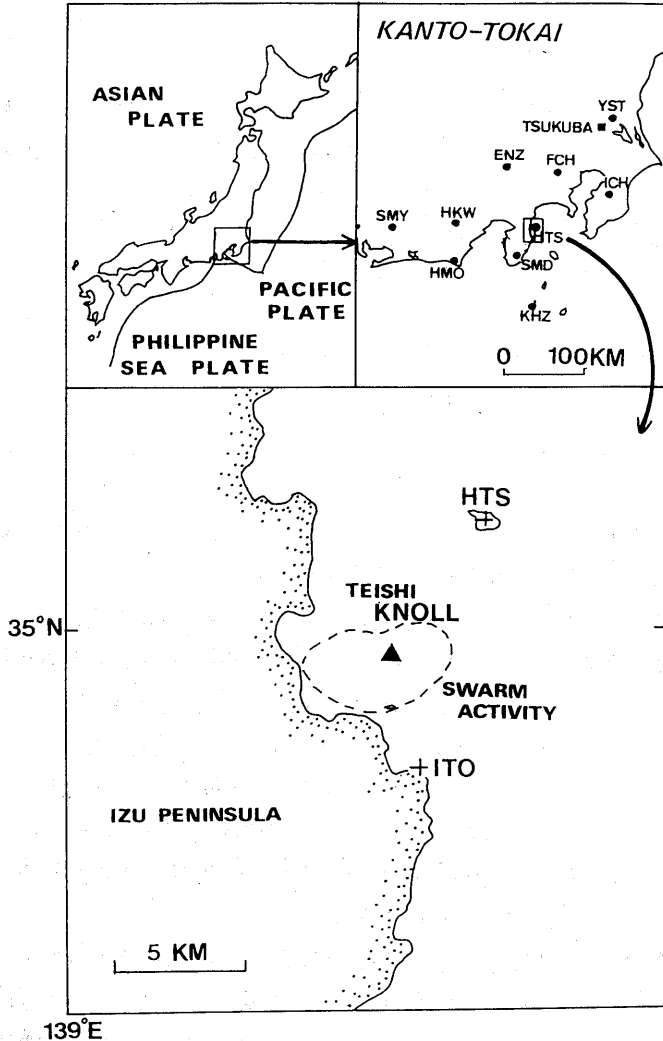 ASIAN
PLATE
PACIFIC
PLATE
PHILIPPINE
SEA PLATE
KANTO-TOKAI
YST
TSUKUBA
ENZ
FCH
ICH
SMY
HKW
HTS
HMO
SMD
KHZ
0 100KM
HTS
TEISHI
KNOLL
35°N
SWARM
ACTIVITY
ITO
IZU PENINSULA
5 KM
139°E